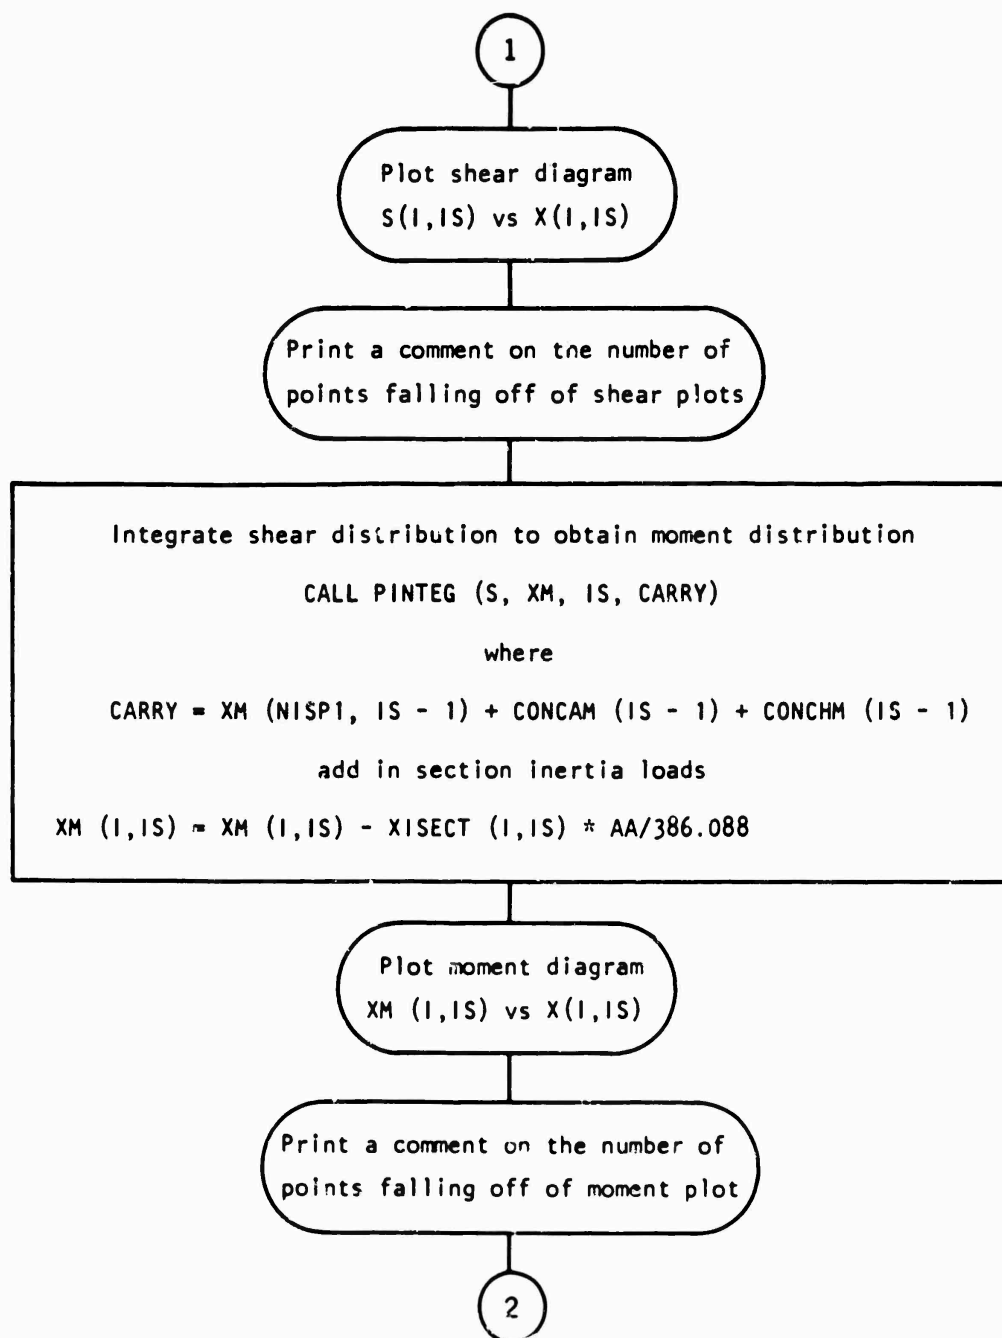 1
Plot shear diagram
S(I,IS) vs X(I,IS)
Print a comment on the number of
points falling off of shear plots
Integrate shear distribution to obtain moment distribution
CALL PINTEG (S, XM, IS, CARRY)
where
CARRY = XM (NISP1, IS - 1) + CONCAM (IS - 1) + CONCHM (IS - 1)
add in section inertia loads
XM (I,IS) = XM (I,IS) - XISECT (I,IS) * AA/386.088
Plot moment diagram
XM (I,IS) vs X(I,IS)
Print a comment on the number of
points falling off of moment plot
2